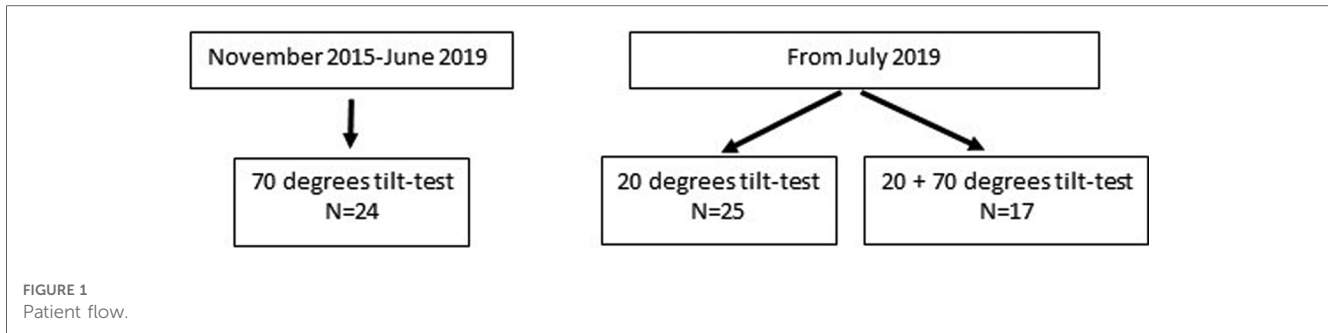 November 2015-June 2019
From July 2019
70 degrees tilt-test
N=24
20 degrees tilt-test
N=25
20 + 70 degrees tilt-test
N=17
FIGURE 1
Patient flow.